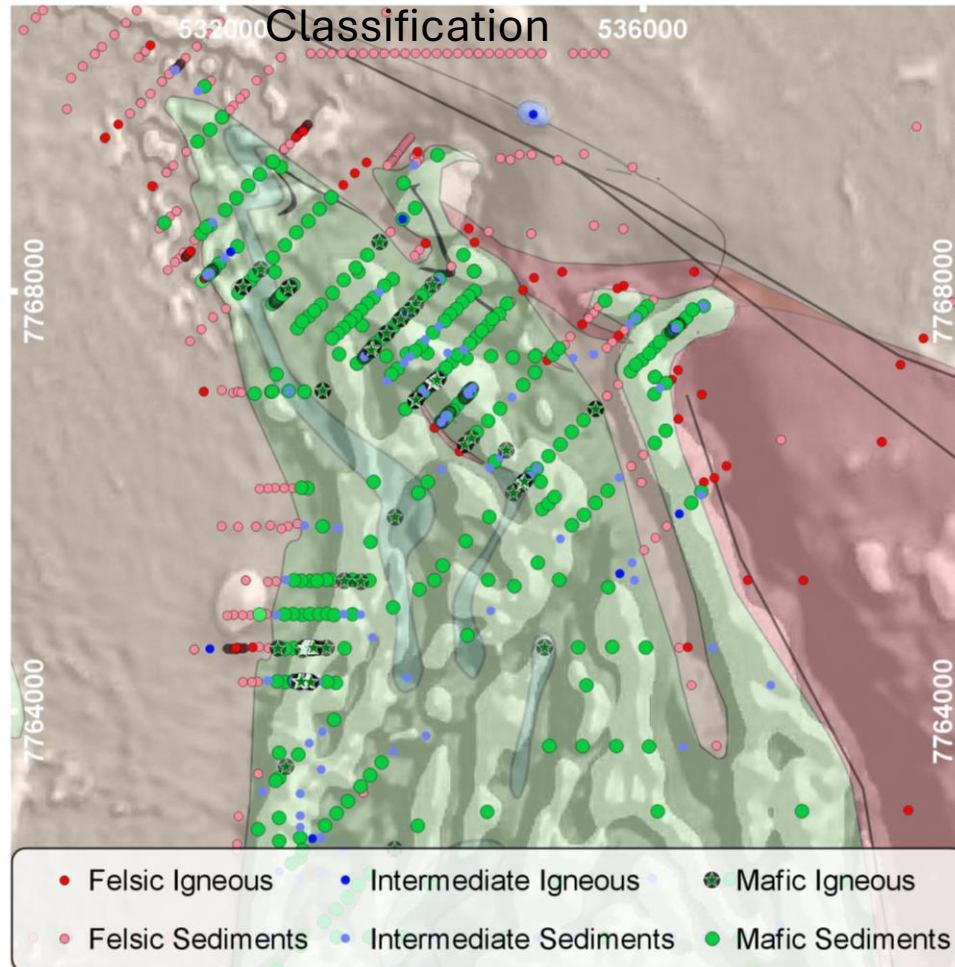 Classification
532000 536000
7768000 7768000
7764000 7764000
Felsic Igneous Intermediate Igneous Mafic Igneous
Felsic Sediments Intermediate Sediments Mafic Sediments